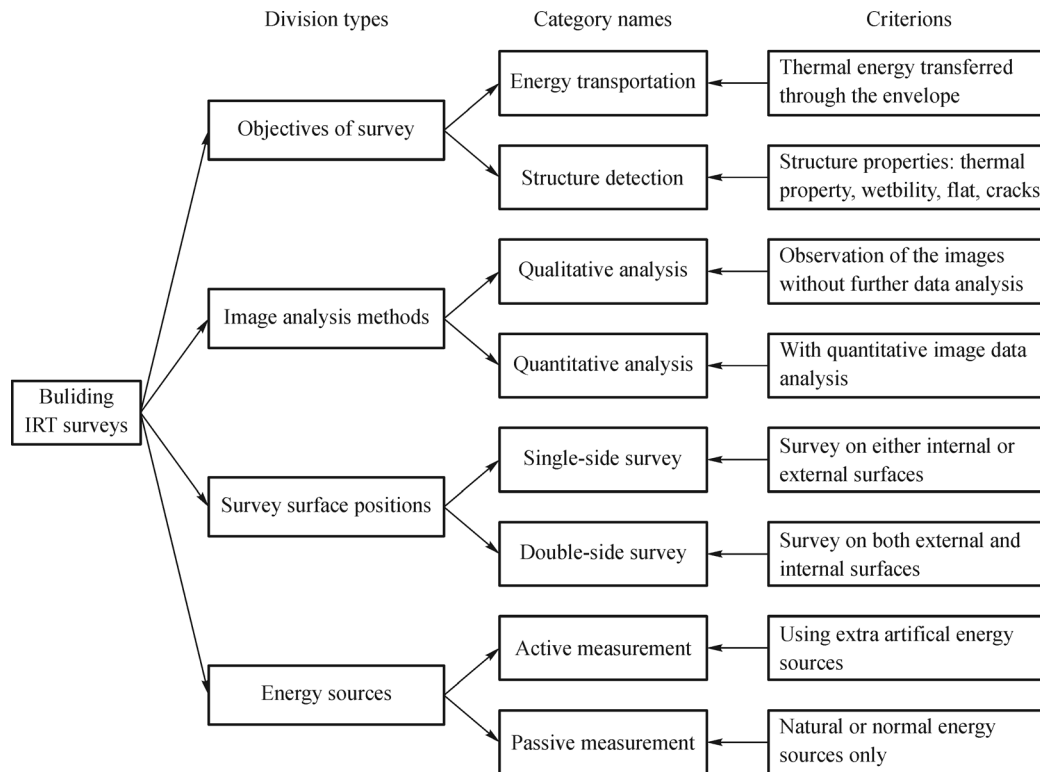 Division types
Category names
Criterions
Energy transportation
Thermal energy transferred
through the envelope
Objectives of survey
Structure detection
Structure properties: thermal
property, wetbility, flat, cracks
Qualitative analysis
Observation of the images
without further data analysis
Image analysis methods
Quantitative analysis
With quantitative image data
analysis
Buliding
IRT surveys
Single-side survey
Survey on either internal or
external surfaces
Survey surface positions
Double-side survey
Survey on both external and
internal surfaces
Active measurement
Using extra artifical energy
sources
Energy sources
Passive measurement
Natural or normal energy
sources only